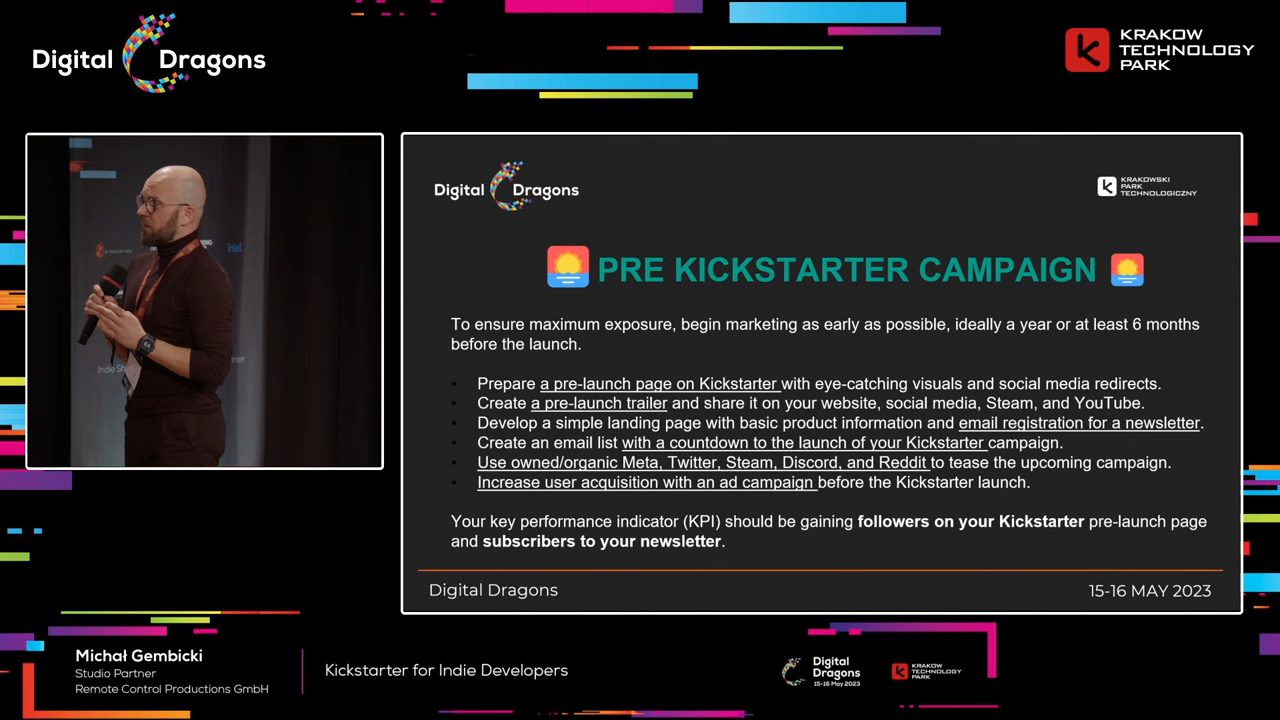 Digital Dragons
KRAKOW
TECHNOLOGY
PARK
intel
Digital Dragons
KRAKOWSKI
PARK
TECHNOLOGICZNY
PRE KICKSTARTER CAMPAIGN
To ensure maximum exposure, begin marketing as early as possible, ideally a year or at least 6 months
before the launch.
• Prepare a pre-launch page on Kickstarter with eye-catching visuals and social media redirects.
• Create a pre-launch trailer and share it on your website, social media, Steam, and YouTube.
• Develop a simple landing page with basic product information and email registration for a newsletter.
• Create an email list with a countdown to the launch of your Kickstarter campaign.
• Use owned/organic Meta, Twitter, Steam, Discord, and Reddit to tease the upcoming campaign.
• Increase user acquisition with an ad campaign before the Kickstarter launch.
Your key performance indicator (KPI) should be gaining followers on your Kickstarter pre-launch page
and subscribers to your newsletter.
Digital Dragons
15-16 MAY 2023
Michał Gembicki
Studio Partner
Remote Control Productions GmbH
Kickstarter for Indie Developers
Digital
Dragons
15-16 May 2023
KRAKOW
TECHNOLOGY
PARK